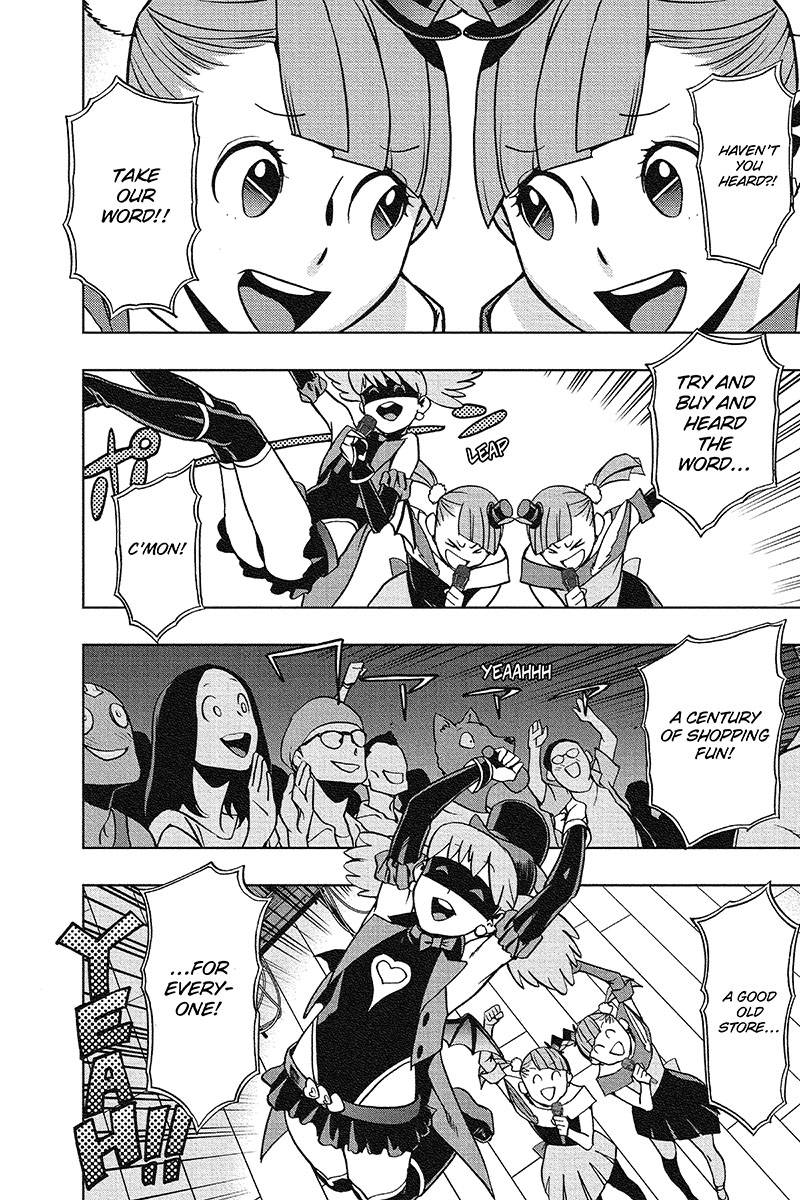 HAVEN'T
YOU
HEARD?!
TAKE
OUR
WORD!!
TRY AND
BUY AND
HEARD
THE
WORD...
LEAP
C'MON!
A CENTURY
OF SHOPPING
FUN!
YEAAHHH
A GOOD
OLD
STORE...
...FOR
EVERY-
ONE!
YEAH!!